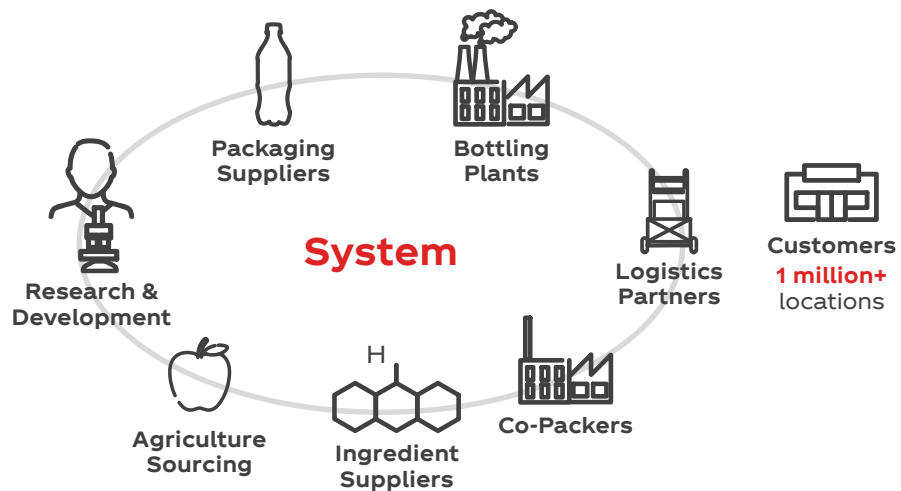 Packaging
Suppliers
Bottling
Plants
System
Customers
1 million+
locations
Logistics
Partners
Research &
Development
H
Co-Packers
Agriculture
Sourcing
Ingredient
Suppliers